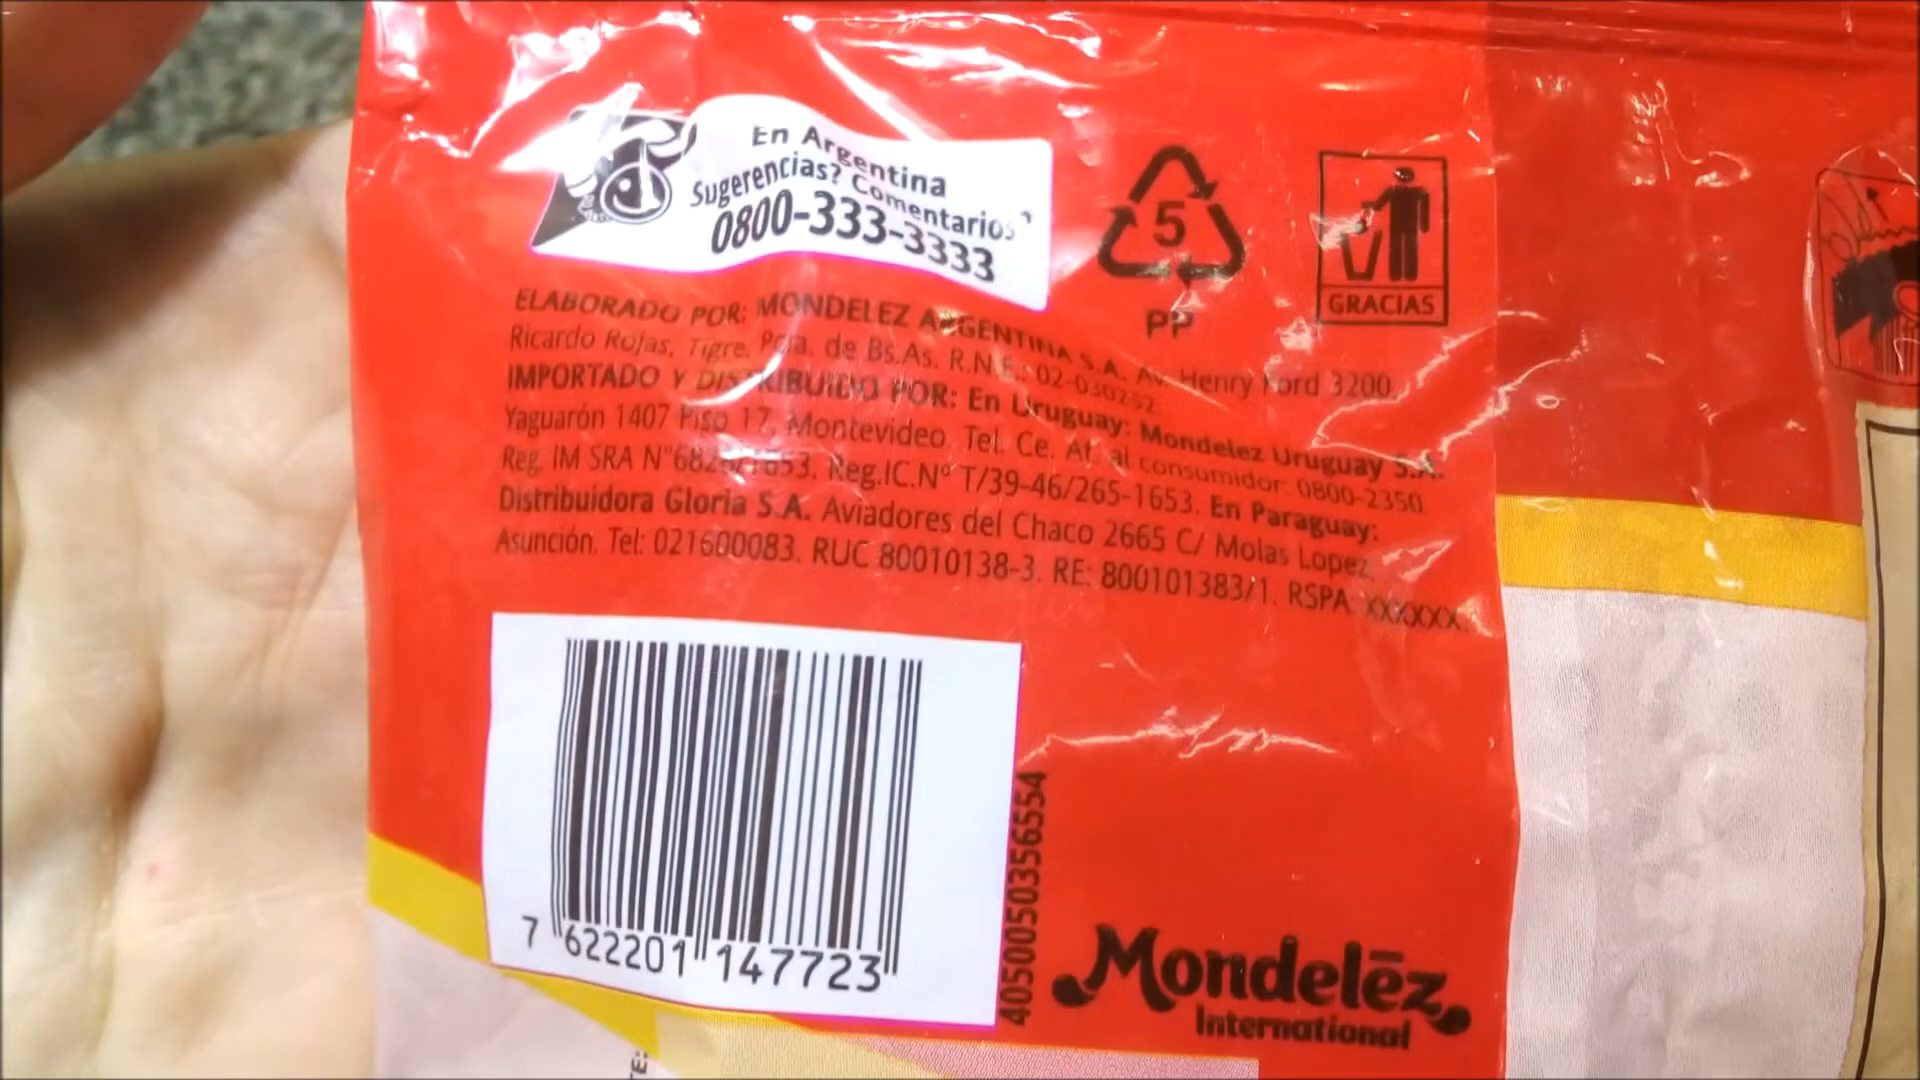 En Argentina
Sugerencias? Comentarios?
0800-333-3333
5
PP
GRACIAS
ELABORADO POR: MONDELEZ ARGENTINA S.A. Av. Henry Ford 3200,
Ricardo Rojas, Tigre, Pcia. de Bs.As. R.N.E.: 02-030232
IMPORTADO Y DISTRIBUIDO POR: En Uruguay: Mondelez Uruguay S.A.
Yaguarón 1407 Piso 17, Montevideo. Tel. Ce. At. al consumidor: 0800-2350.
Reg. IM SRA Reg.IC.Nº T/39-46/265-1653. En Paraguay:
Distribuidora Gloria S.A. Aviadores del Chaco 2665 C/ Molas Lopez,
Asunción. Tel: 021600083. RUC 80010138-3. RE: 800101383/1. RSPA: XXXXXX.
7 622201 147723
4050050356554
Mondelēz
International
TE: